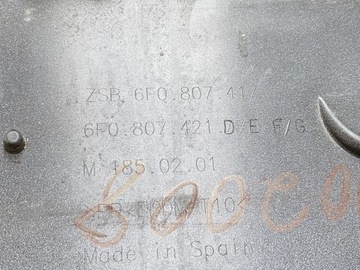 ZSB 6F0.807.417
6F0.807.421.D/E F/G
M 185.02.01
Made in Spain